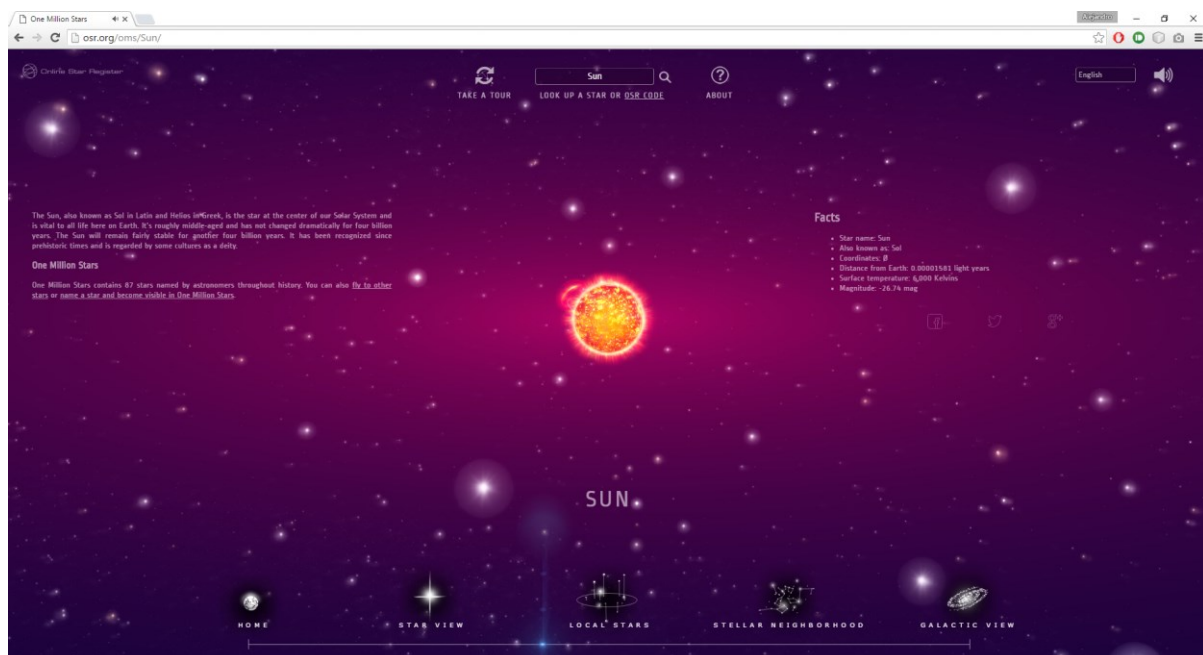 One Million Stars
Alejandro
osr.org/oms/Sun/
Online Star Register
Sun
English
TAKE A TOUR
LOOK UP A STAR OR OSR CODE
ABOUT
The Sun, also known as Sol in Latin and Helios in Greek, is the star at the center of our Solar System and
is vital to all life here on Earth. It's roughly middle-aged and has not changed dramatically for four billion
years. The Sun will remain fairly stable for another four billion years. It has been recognized since
prehistoric times and is regarded by some cultures as a deity.
One Million Stars
One Million Stars contains 87 stars named by astronomers throughout history. You can also fly to other
stars or name a star and become visible in One Million Stars.
Facts
Star name: Sun
Also known as: Sol
Coordinates: Ø
Distance from Earth: 0.00001581 light years
Surface temperature: 6,000 Kelvins
Magnitude: -26.74 mag
SUN
HOME
STAR VIEW
LOCAL STARS
STELLAR NEIGHBORHOOD
GALACTIC VIEW